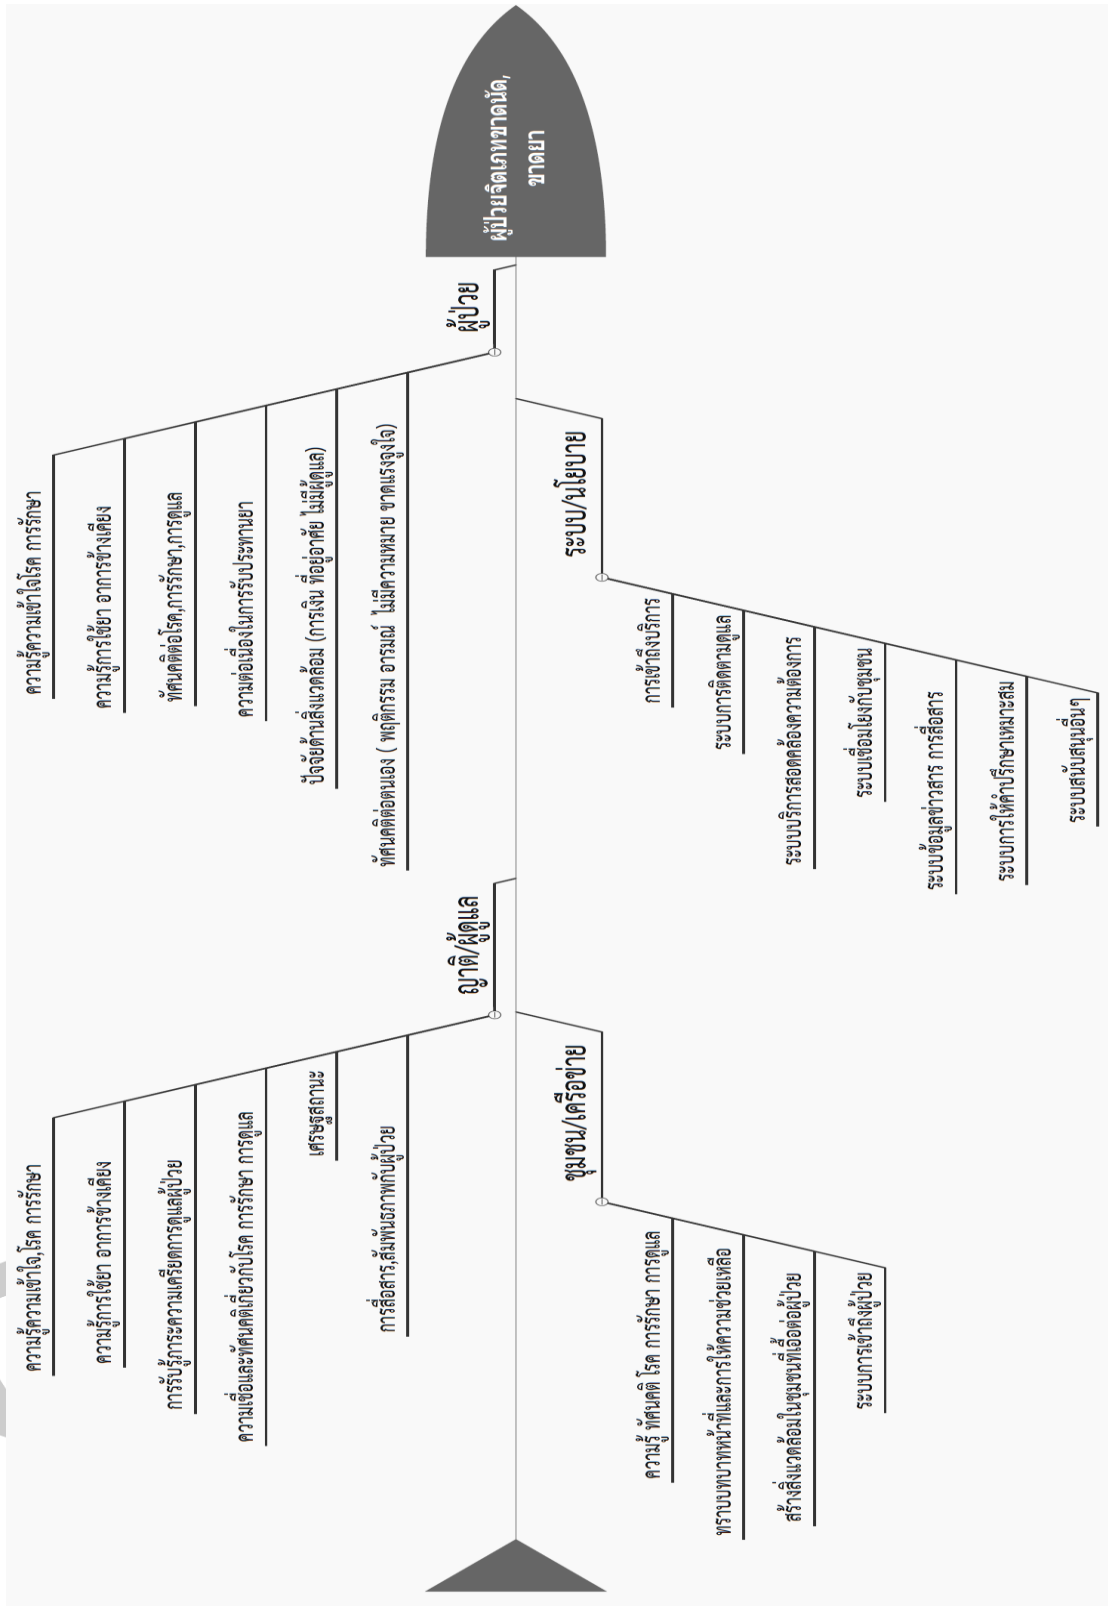 ผู้ป่วยจิตเภทขาดนัด,
ขาดยา
ผู้ป่วย
ความรู้ความเข้าใจโรค การรักษา
ความรู้การใช้ยา อาการข้างเคียง
ทัศนคติต่อโรค,การรักษา,การดูแล
ความต่อเนื่องในการรับประทานยา
ปัจจัยด้านสิ่งแวดล้อม (การเงิน ที่อยู่อาศัย ไม่มีผู้ดูแล)
ทัศนคติต่อตนเอง ( พฤติกรรม อารมณ์ ไม่มีความหมาย ขาดแรงจูงใจ)
ระบบ/นโยบาย
การเข้าถึงบริการ
ระบบการติดตามดูแล
ระบบบริการสอดคล้องความต้องการ
ระบบเชื่อมโยงกับชุมชน
ระบบข้อมูลข่าวสาร การสื่อสาร
ระบบการให้คำปรึกษาเหมาะสม
ระบบสนับสนุนอื่นๆ
ญาติ/ผู้ดูแล
ความรู้ความเข้าใจ,โรค การรักษา
ความรู้การใช้ยา อาการข้างเคียง
การรับรู้ภาระความเครียดการดูแลผู้ป่วย
ความเชื่อและทัศนคติเกี่ยวกับโรค การรักษา การดูแล
เศรษฐสถานะ
การสื่อสาร,สัมพันธภาพกับผู้ป่วย
ชุมชน/เครือข่าย
ความรู้ ทัศนคติ โรค การรักษา การดูแล
ทราบบทบาทหน้าที่และการให้ความช่วยเหลือ
สร้างสิ่งแวดล้อมในชุมชนที่เอื้อต่อผู้ป่วย
ระบบการเข้าถึงผู้ป่วย